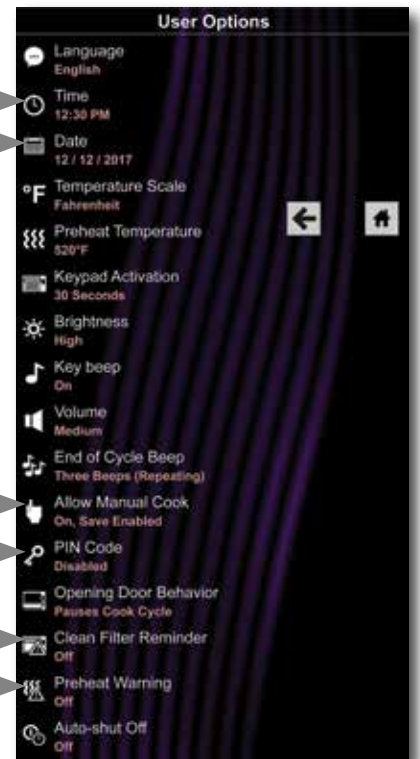 User Options
Language
English
Time
12:30 PM
Date
12 / 12 / 2017
°F Temperature Scale
Fahrenheit
Preheat Temperature
520°F
Keypad Activation
30 Seconds
Brightness
High
Key beep
On
Volume
Medium
End of Cycle Beep
Three Beeps (Repeating)
Allow Manual Cook
On, Save Enabled
PIN Code
Disabled
Opening Door Behavior
Pauses Cook Cycle
Clean Filter Reminder
Off
Preheat Warning
Off
Auto-shut Off
Off